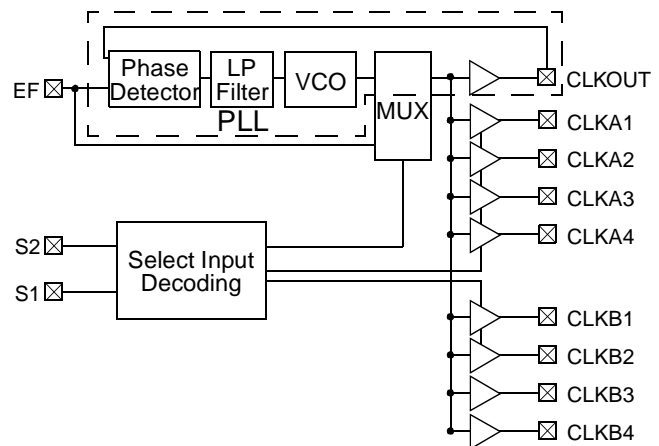 Phase
Detector
LP
Filter
VCO
MUX
PLL
EF
CLKOUT
CLKA1
CLKA2
CLKA3
CLKA4
S2
S1
Select Input
Decoding
CLKB1
CLKB2
CLKB3
CLKB4